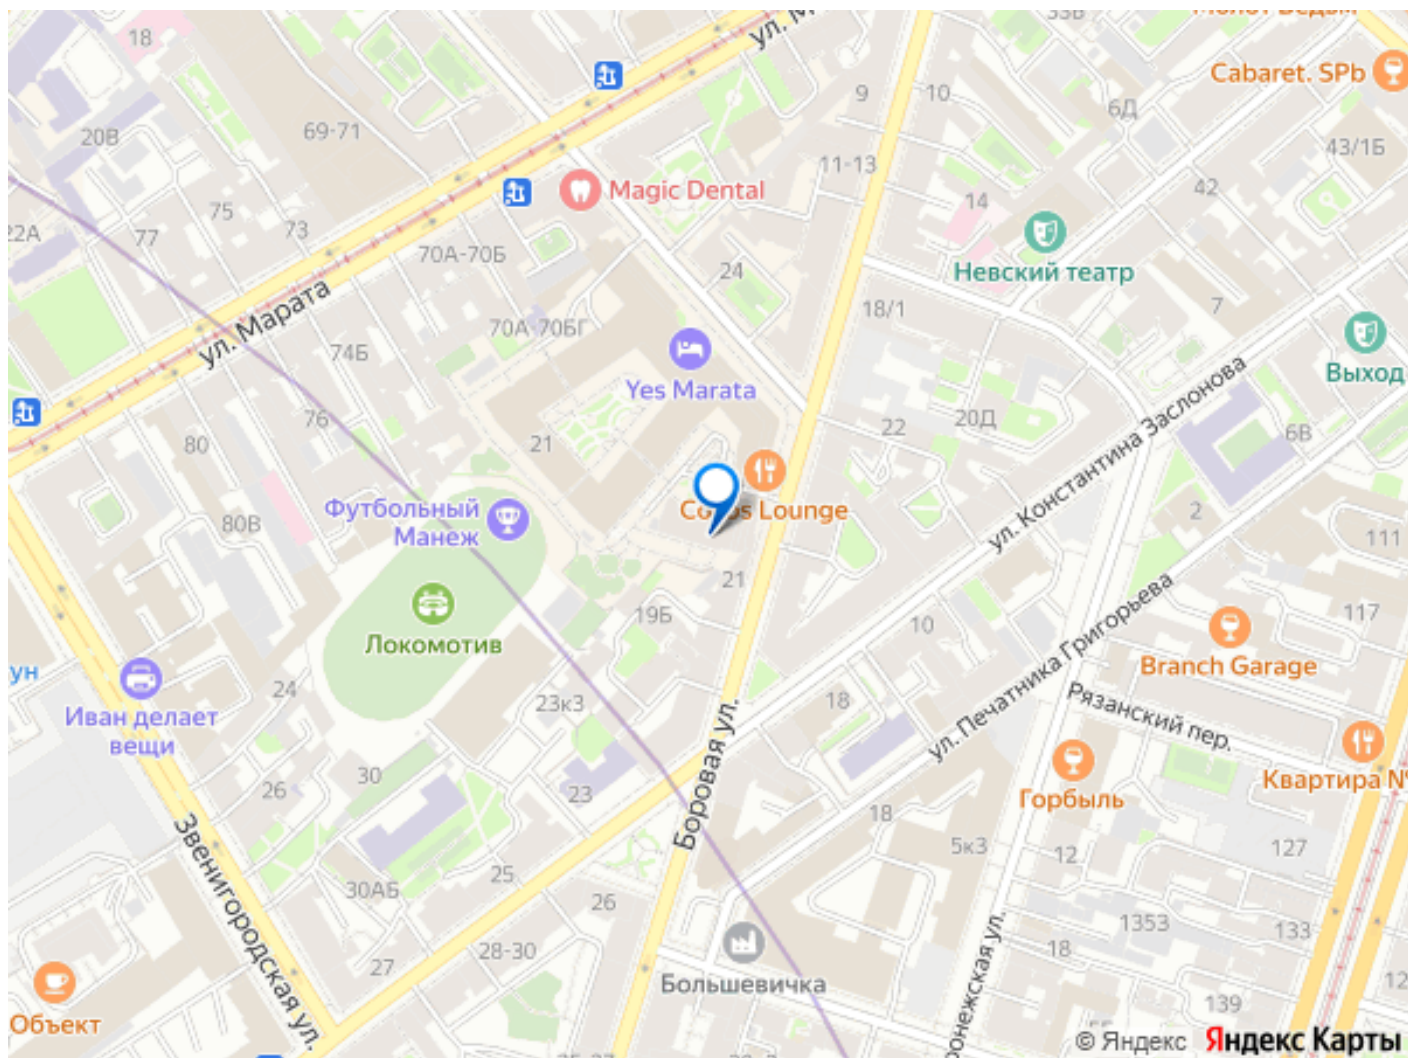 18
ул. М
33В
Cabaret. SPb
9
10
6Д
20В
69-71
43/1Б
11-13
Magic Dental
42
14
75
22А
73
77
70А-70Б
24
Невский театр
ул. Марата
18/1
7
70А-70БГ
74Б
Yes Marata
Выход
76
20Д
22
6В
80
21
ул. Константина Заслонова
Футбольный
Манеж
80В
Lounge
2
111
21
19Б
117
10
Локомотив
Branch Garage
ул. Печатника Григорьева
ун
24
23к3
18
Рязанский пер.
Иван делает
вещи
Боровая ул.
30
26
23
Горбыль
Квартира №
18
5к3
12
127
Звенигородская ул.
30АБ
25
26
1353
133
28-30
18
27
Большевичка
12
139
Объект
© Яндекс Яндекс Карты